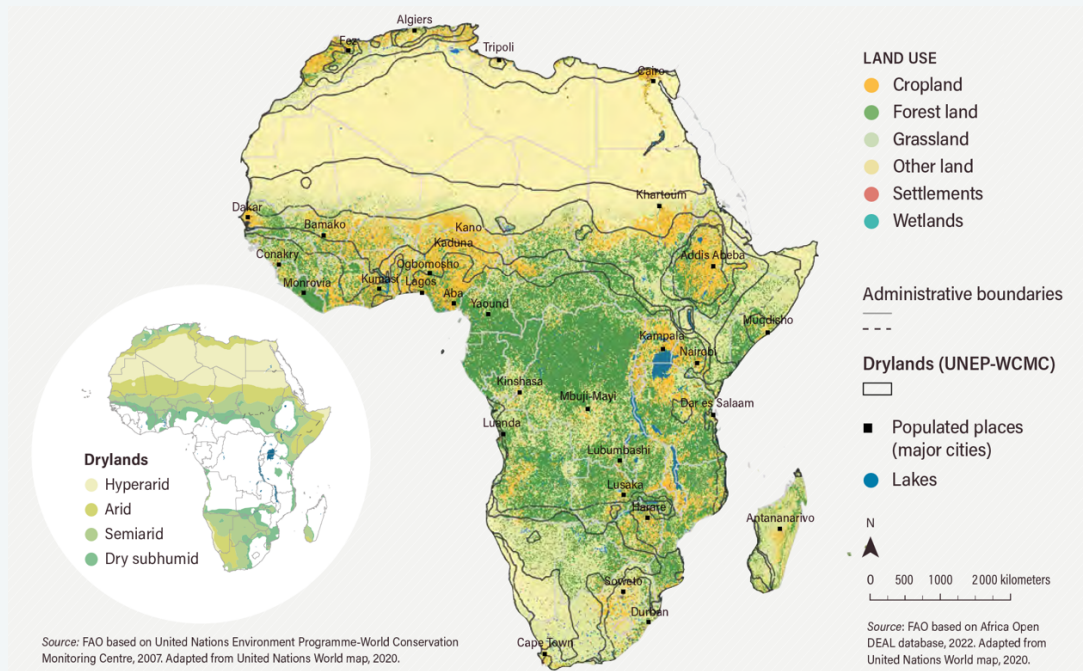 Algiers
Fez
Tripoli
Cairo
Khartoum
Dakar
Bamako
Kano
Kaduna
Addis Abeba
Conakry
Ogbomosho
Monrovia
Kumasi
Lagos
Aba
Yaound
Muqdisho
Kampala
Nairobi
Kinshasa
Mbuji-Mayi
Dar es Salaam
Luanda
Lubumbashi
Lusaka
Harare
Antananarivo
Soweto
Durban
Cape Town
Drylands
Hyperarid
Arid
Semiarid
Dry subhumid
Source: FAO based on United Nations Environment Programme-World Conservation
Monitoring Centre, 2007. Adapted from United Nations World map, 2020.
LAND USE
Cropland
Forest land
Grassland
Other land
Settlements
Wetlands
Administrative boundaries
Drylands (UNEP-WCMC)
Populated places
(major cities)
Lakes
N
0 500 1000 2000 kilometers
Source: FAO based on Africa Open
DEAL database, 2022. Adapted from
United Nations World map, 2020.